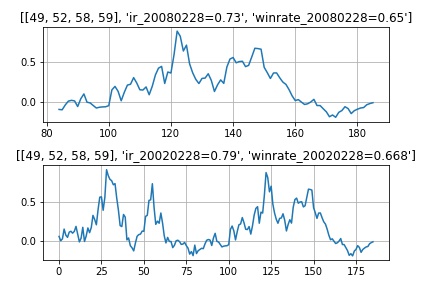 [[49, 52, 58, 59], 'ir_20080228=0.73', 'winrate_20080228=0.65']
0.5
0.0
80 100 120 140 160 180
[[49, 52, 58, 59], 'ir_20020228=0.79', 'winrate_20020228=0.668']
0.5
0.0
0 25 50 75 100 125 150 175